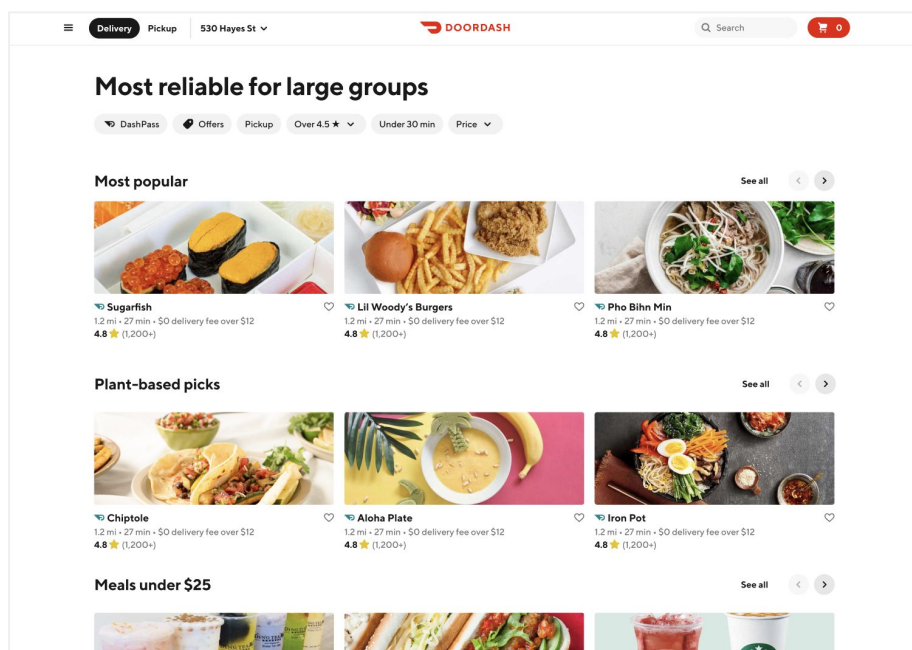 Delivery Pickup 530 Hayes St DOORDASH Search 0
Most reliable for large groups
DashPass Offers Pickup Over 4.5 ★ Under 30 min Price
Most popular See all
Sugarfish
1.2 mi • 27 min • $0 delivery fee over $12
4.8 ★ (1,200+)
Lil Woody's Burgers
1.2 mi • 27 min • $0 delivery fee over $12
4.8 ★ (1,200+)
Pho Bihn Min
1.2 mi • 27 min • $0 delivery fee over $12
4.8 ★ (1,200+)
Plant-based picks See all
Chiptole
1.2 mi • 27 min • $0 delivery fee over $12
4.8 ★ (1,200+)
Aloha Plate
1.2 mi • 27 min • $0 delivery fee over $12
4.8 ★ (1,200+)
Iron Pot
1.2 mi • 27 min • $0 delivery fee over $12
4.8 ★ (1,200+)
Meals under $25 See all